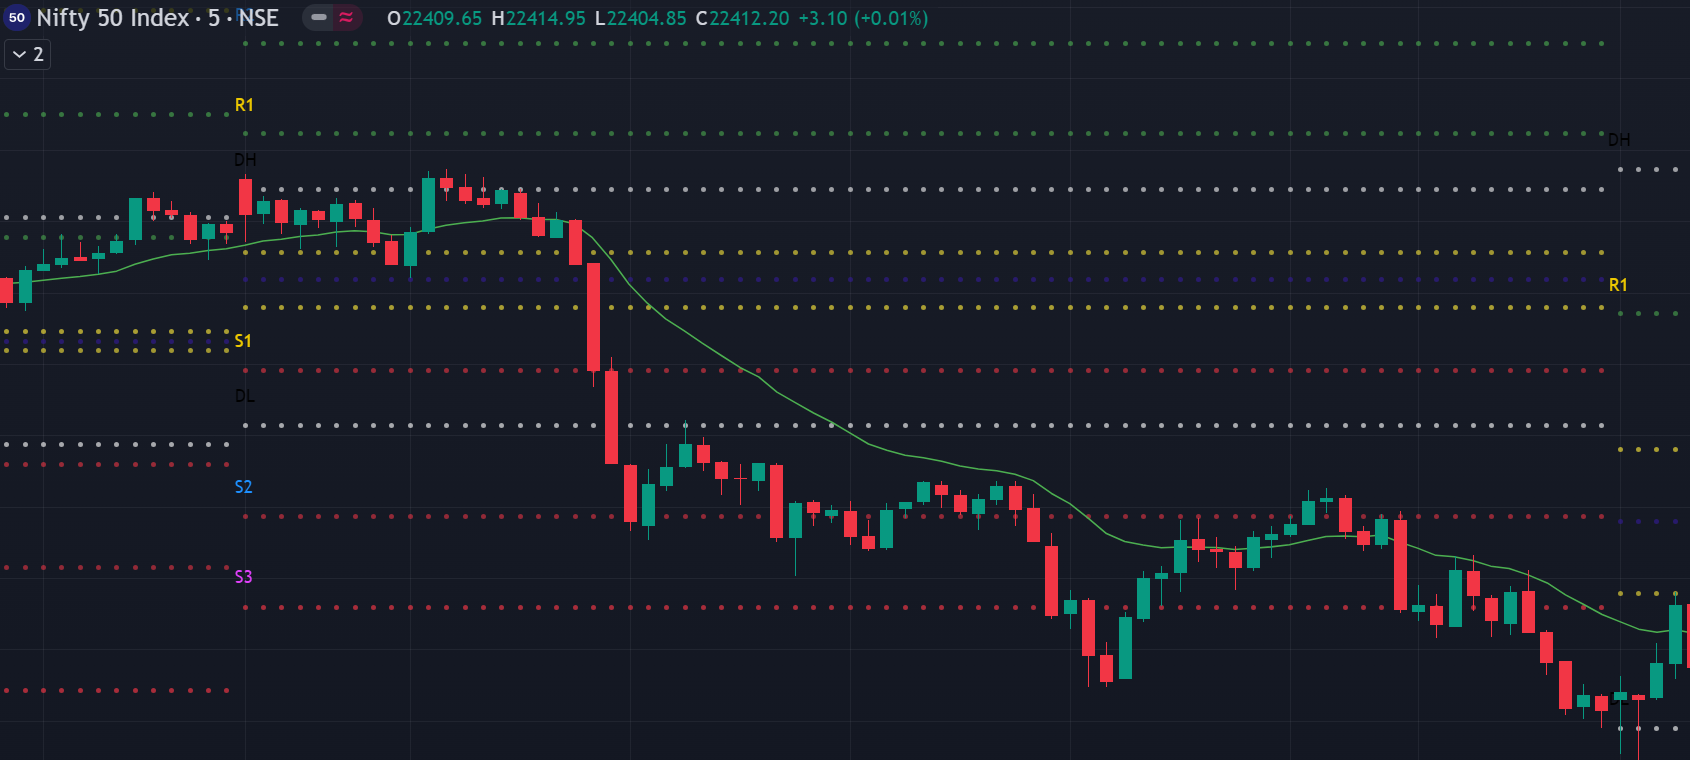 50 Nifty 50 Index · 5 · NSE O22409.65 H22414.95 L22404.85 C22412.20 +3.10 (+0.01%)
2
R1
DH
DH
R1
S1
DL
S2
S3